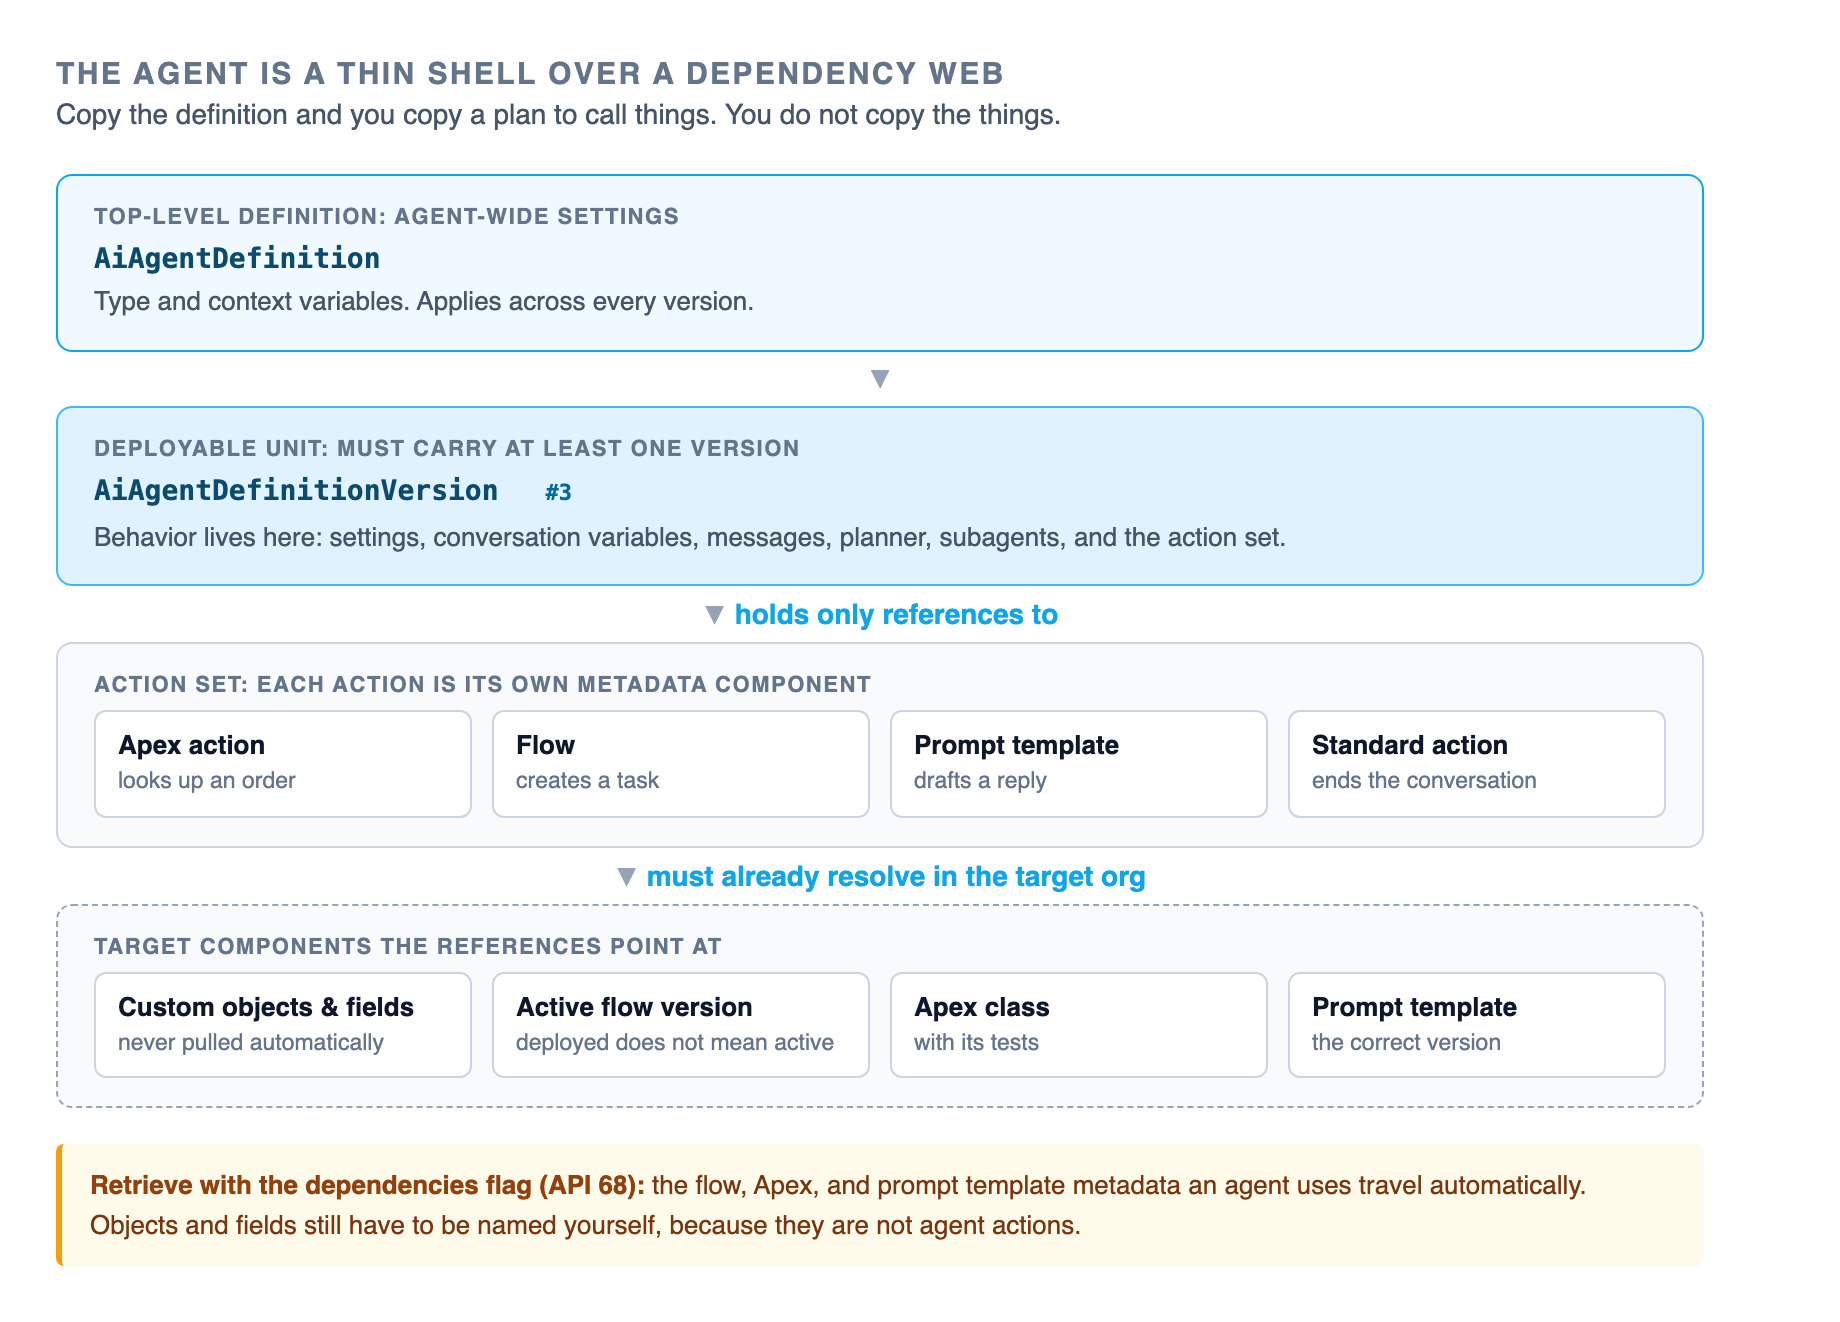 THE AGENT IS A THIN SHELL OVER A DEPENDENCY WEB
Copy the definition and you copy a plan to call things. You do not copy the things.
TOP-LEVEL DEFINITION: AGENT-WIDE SETTINGS
AiAgentDefinition
Type and context variables. Applies across every version.
DEPLOYABLE UNIT: MUST CARRY AT LEAST ONE VERSION
AiAgentDefinitionVersion #3
Behavior lives here: settings, conversation variables, messages, planner, subagents, and the action set.
▼ holds only references to
ACTION SET: EACH ACTION IS ITS OWN METADATA COMPONENT
Apex action
looks up an order
Flow
creates a task
Prompt template
drafts a reply
Standard action
ends the conversation
▼ must already resolve in the target org
TARGET COMPONENTS THE REFERENCES POINT AT
Custom objects & fields
never pulled automatically
Active flow version
deployed does not mean active
Apex class
with its tests
Prompt template
the correct version
Retrieve with the dependencies flag (API 68): the flow, Apex, and prompt template metadata an agent uses travel automatically.
Objects and fields still have to be named yourself, because they are not agent actions.